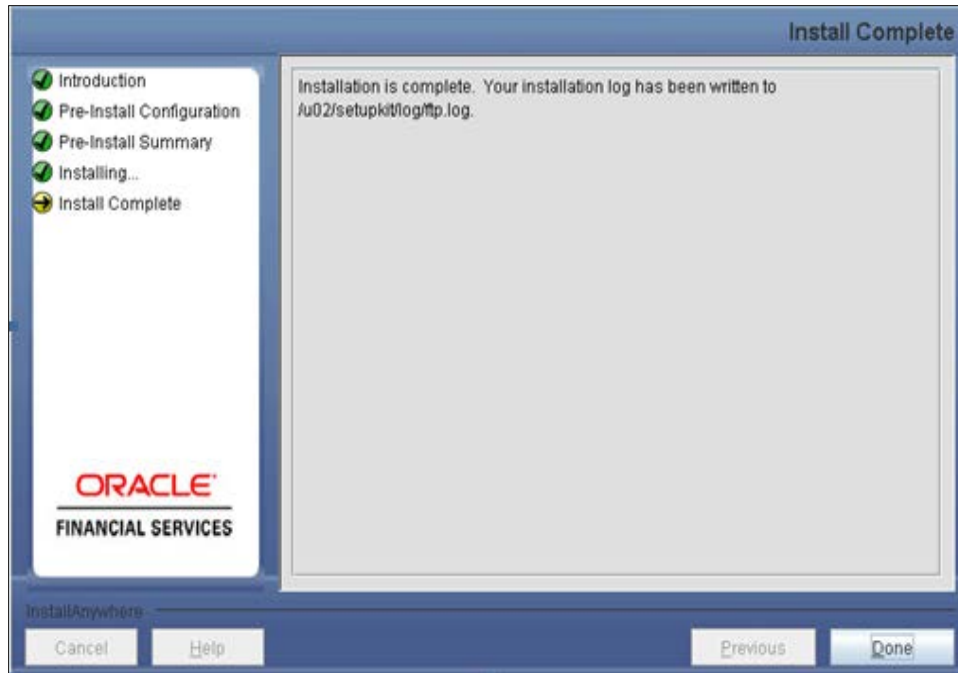 Install Complete
Introduction
Pre-Install Configuration
Pre-Install Summary
Installing...
Install Complete
Installation is complete. Your installation log has been written to
/u02/setupkit/log/ftp.log.
ORACLE
FINANCIAL SERVICES
InstallAnywhere
Cancel
Help
Previous
Done